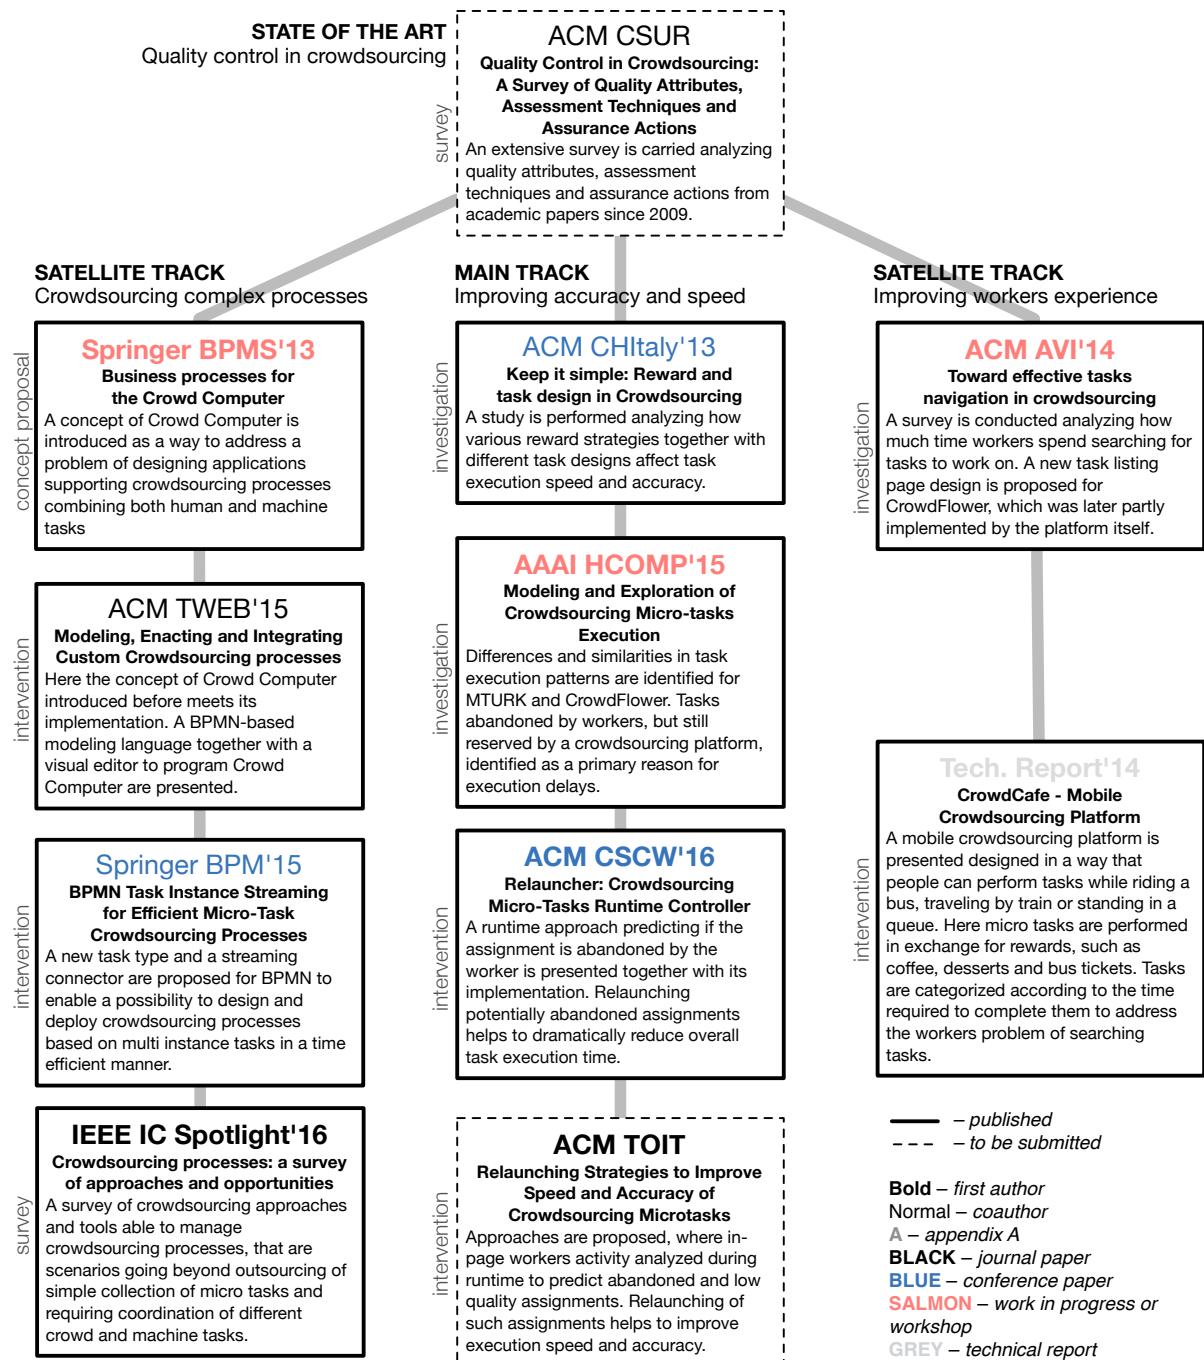 STATE OF THE ART
Quality control in crowdsourcing
survey
ACM CSUR
Quality Control in Crowdsourcing:
A Survey of Quality Attributes,
Assessment Techniques and
Assurance Actions
An extensive survey is carried analyzing
quality attributes, assessment
techniques and assurance actions from
academic papers since 2009.
SATELLITE TRACK
Crowdsourcing complex processes
concept proposal
Springer BPMS'13
Business processes for
the Crowd Computer
A concept of Crowd Computer is
introduced as a way to address a
problem of designing applications
supporting crowdsourcing processes
combining both human and machine
tasks
intervention
ACM TWEB'15
Modeling, Enacting and Integrating
Custom Crowdsourcing processes
Here the concept of Crowd Computer
introduced before meets its
implementation. A BPMN-based
modeling language together with a
visual editor to program Crowd
Computer are presented.
intervention
Springer BPM'15
BPMN Task Instance Streaming
for Efficient Micro-Task
Crowdsourcing Processes
A new task type and a streaming
connector are proposed for BPMN to
enable a possibility to design and
deploy crowdsourcing processes
based on multi instance tasks in a time
efficient manner.
survey
IEEE IC Spotlight'16
Crowdsourcing processes: a survey
of approaches and opportunities
A survey of crowdsourcing approaches
and tools able to manage
crowdsourcing processes, that are
scenarios going beyond outsourcing of
simple collection of micro tasks and
requiring coordination of different
crowd and machine tasks.
MAIN TRACK
Improving accuracy and speed
investigation
ACM CHItaly'13
Keep it simple: Reward and
task design in Crowdsourcing
A study is performed analyzing how
various reward strategies together with
different task designs affect task
execution speed and accuracy.
investigation
AAAI HCOMP'15
Modeling and Exploration of
Crowdsourcing Micro-tasks
Execution
Differences and similarities in task
execution patterns are identified for
MTURK and CrowdFlower. Tasks
abandoned by workers, but still
reserved by a crowdsourcing platform,
identified as a primary reason for
execution delays.
intervention
ACM CSCW'16
Relauncher: Crowdsourcing
Micro-Tasks Runtime Controller
A runtime approach predicting if the
assignment is abandoned by the
worker is presented together with its
implementation. Relaunching
potentially abandoned assignments
helps to dramatically reduce overall
task execution time.
intervention
ACM TOIT
Relaunching Strategies to Improve
Speed and Accuracy of
Crowdsourcing Microtasks
Approaches are proposed, where in-
page workers activity analyzed during
runtime to predict abandoned and low
quality assignments. Relaunching of
such assignments helps to improve
execution speed and accuracy.
SATELLITE TRACK
Improving workers experience
investigation
ACM AVI'14
Toward effective tasks
navigation in crowdsourcing
A survey is conducted analyzing how
much time workers spend searching for
tasks to work on. A new task listing
page design is proposed for
CrowdFlower, which was later partly
implemented by the platform itself.
intervention
Tech. Report'14
CrowdCafe - Mobile
Crowdsourcing Platform
A mobile crowdsourcing platform is
presented designed in a way that
people can perform tasks while riding a
bus, traveling by train or standing in a
queue. Here micro tasks are performed
in exchange for rewards, such as
coffee, desserts and bus tickets. Tasks
are categorized according to the time
required to complete them to address
the workers problem of searching
tasks.
– published
– to be submitted
Bold – first author
Normal – coauthor
A – appendix A
BLACK – journal paper
BLUE – conference paper
SALMON – work in progress or
workshop
GREY – technical report